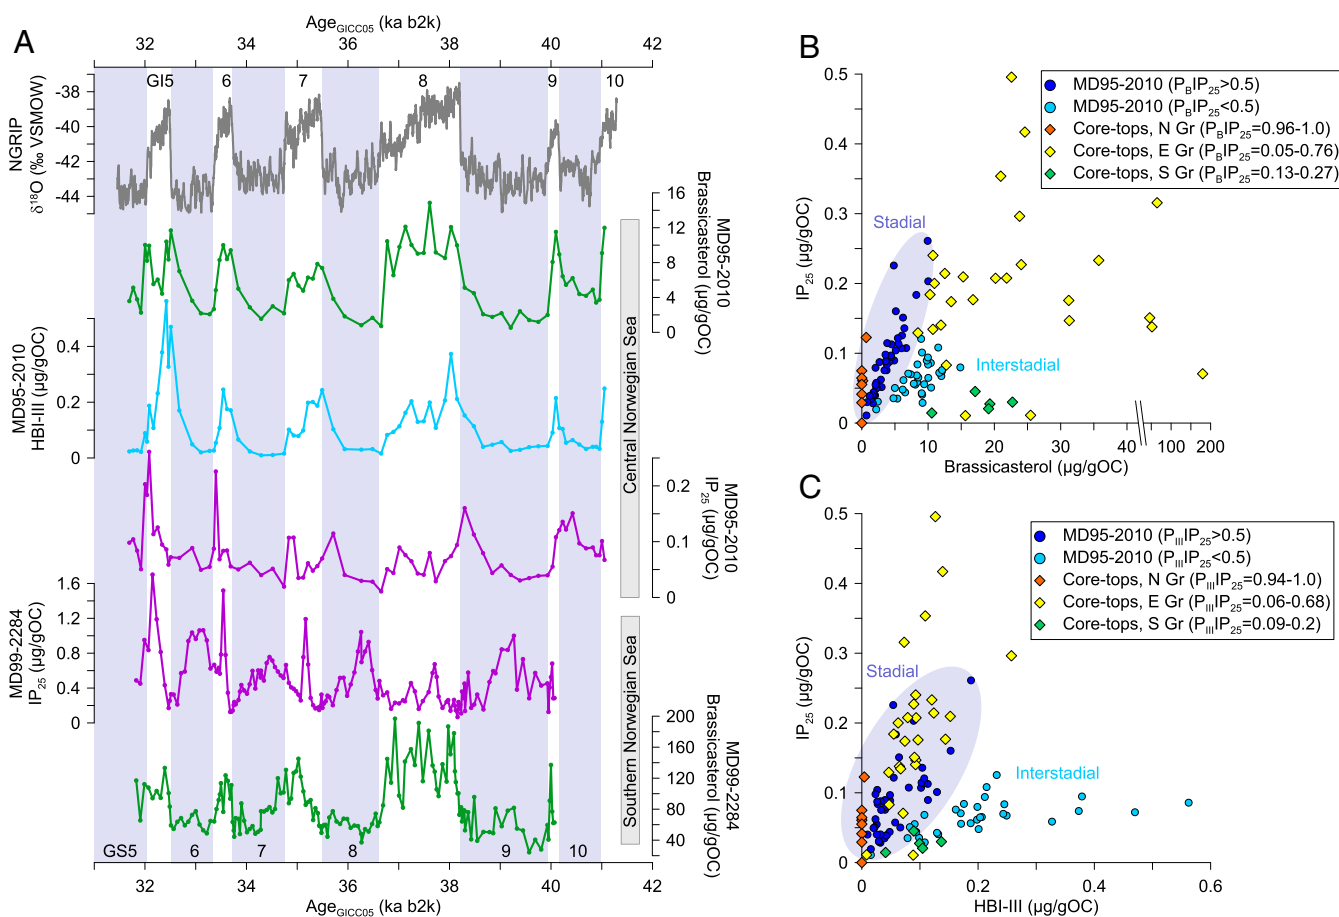 A
Age_GICC05 (ka b2k)
32 34 36 38 40 42
GI5 6 7 8 9 10
NGRIP
δ¹⁸O (‰ VSMOW)
-38
-40
-42
-44
MD95-2010
Brassicasterol (µg/gOC)
16
12
8
4
0
MD95-2010
HBI-III (µg/gOC)
0.4
0.2
0
MD95-2010
IP₂₅ (µg/gOC)
0.2
0.1
0
Central Norwegian Sea
MD99-2284
IP₂₅ (µg/gOC)
1.6
1.2
0.8
0.4
0
MD99-2284
Brassicasterol (µg/gOC)
200
160
120
80
40
Southern Norwegian Sea
GS5 6 7 8 9 10
32 34 36 38 40 42
Age_GICC05 (ka b2k)
B
IP₂₅ (µg/gOC)
0.5
0.4
0.3
0.2
0.1
0
MD95-2010 (P_BIP₂₅>0.5)
MD95-2010 (P_BIP₂₅<0.5)
Core-tops, N Gr (P_BIP₂₅=0.96-1.0)
Core-tops, E Gr (P_BIP₂₅=0.05-0.76)
Core-tops, S Gr (P_BIP₂₅=0.13-0.27)
Stadial
Interstadial
0 10 20 30 40 100 200
Brassicasterol (µg/gOC)
C
IP₂₅ (µg/gOC)
0.5
0.4
0.3
0.2
0.1
0
MD95-2010 (P_IIIIP₂₅>0.5)
MD95-2010 (P_IIIIP₂₅<0.5)
Core-tops, N Gr (P_IIIIP₂₅=0.94-1.0)
Core-tops, E Gr (P_IIIIP₂₅=0.06-0.68)
Core-tops, S Gr (P_IIIIP₂₅=0.09-0.2)
Stadial
Interstadial
0 0.2 0.4 0.6
HBI-III (µg/gOC)